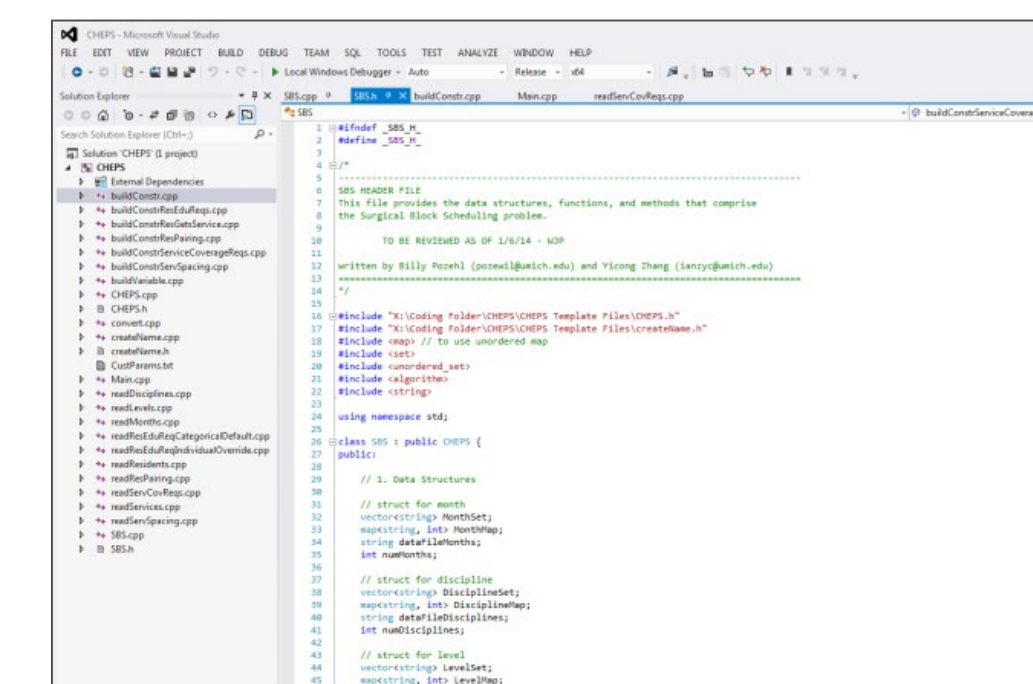 CHEPS - Microsoft Visual Studio
FILE EDIT VIEW PROJECT BUILD DEBUG TEAM SQL TOOLS TEST ANALYZE WINDOW HELP
Local Windows Debugger Auto Release x64
Solution Explorer
SBS.cpp SBS.h buildConstr.cpp Main.cpp readServCovReqs.cpp
SBS buildConstrServiceCovera
Search Solution Explorer (Ctrl+;)
Solution 'CHEPS' (1 project)
CHEPS
External Dependencies
buildConstr.cpp
buildConstrResEduReqs.cpp
buildConstrResGetsService.cpp
buildConstrResPairing.cpp
buildConstrServiceCoverageReqs.cpp
buildConstrServSpacing.cpp
buildVariable.cpp
CHEPS.cpp
CHEPS.h
convert.cpp
createName.cpp
createName.h
CustParams.txt
Main.cpp
readDisciplines.cpp
readLevels.cpp
readMonths.cpp
readResEduReqCategoricalDefault.cpp
readResEduReqIndividualOverride.cpp
readResidents.cpp
readResPairing.cpp
readServCovReqs.cpp
readServices.cpp
readServSpacing.cpp
SBS.cpp
SBS.h
1 #ifndef _SBS_H_
2 #define _SBS_H_
3
4 /*
5
6 SBS HEADER FILE
7 This file provides the data structures, functions, and methods that comprise
8 the Surgical Block Scheduling problem.
9
10 TO BE REVIEWED AS OF 1/6/14 - WJP
11
12 written by Billy Pozehl (pozewil@umich.edu) and Yicong Zhang (ianzyc@umich.edu)
13
14 */
15
16 #include "X:\Coding Folder\CHEPS\CHEPS Template Files\CHEPS.h"
17 #include "X:\Coding Folder\CHEPS\CHEPS Template Files\createName.h"
18 #include <map> // to use unordered map
19 #include <set>
20 #include <unordered_set>
21 #include <algorithm>
22 #include <string>
23
24 using namespace std;
25
26 class SBS : public CHEPS {
27 public:
28
29 // 1. Data Structures
30
31 // struct for month
32 vector<string> MonthSet;
33 map<string, int> MonthMap;
34 string dataFileMonths;
35 int numMonths;
36
37 // struct for discipline
38 vector<string> DisciplineSet;
39 map<string, int> DisciplineMap;
40 string dataFileDisciplines;
41 int numDisciplines;
42
43 // struct for level
44 vector<string> LevelSet;
45 map<string, int> LevelMap;